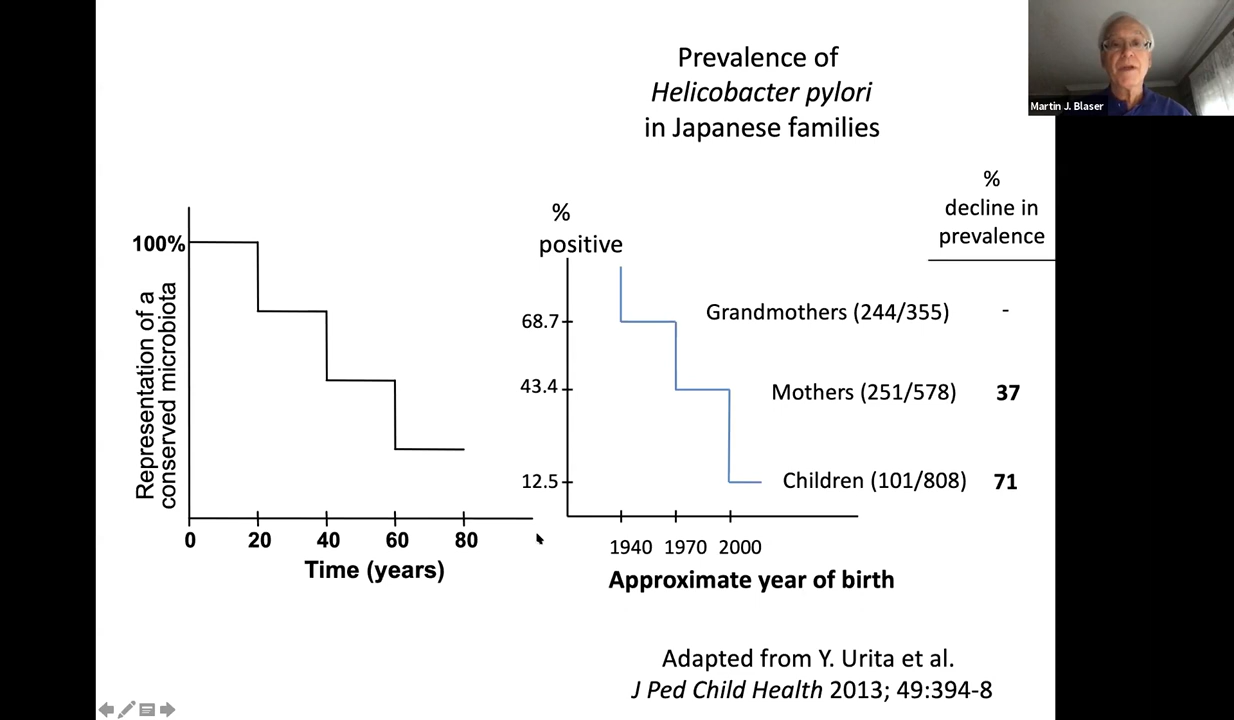 Prevalence of
Helicobacter pylori
in Japanese families
Martin J. Blaser
100%
Representation of a
conserved microbiota
0 20 40 60 80
Time (years)
%
positive
68.7
43.4
12.5
1940 1970 2000
Approximate year of birth
%
decline in
prevalence
Grandmothers (244/355) -
Mothers (251/578) 37
Children (101/808) 71
Adapted from Y. Urita et al.
J Ped Child Health 2013; 49:394-8